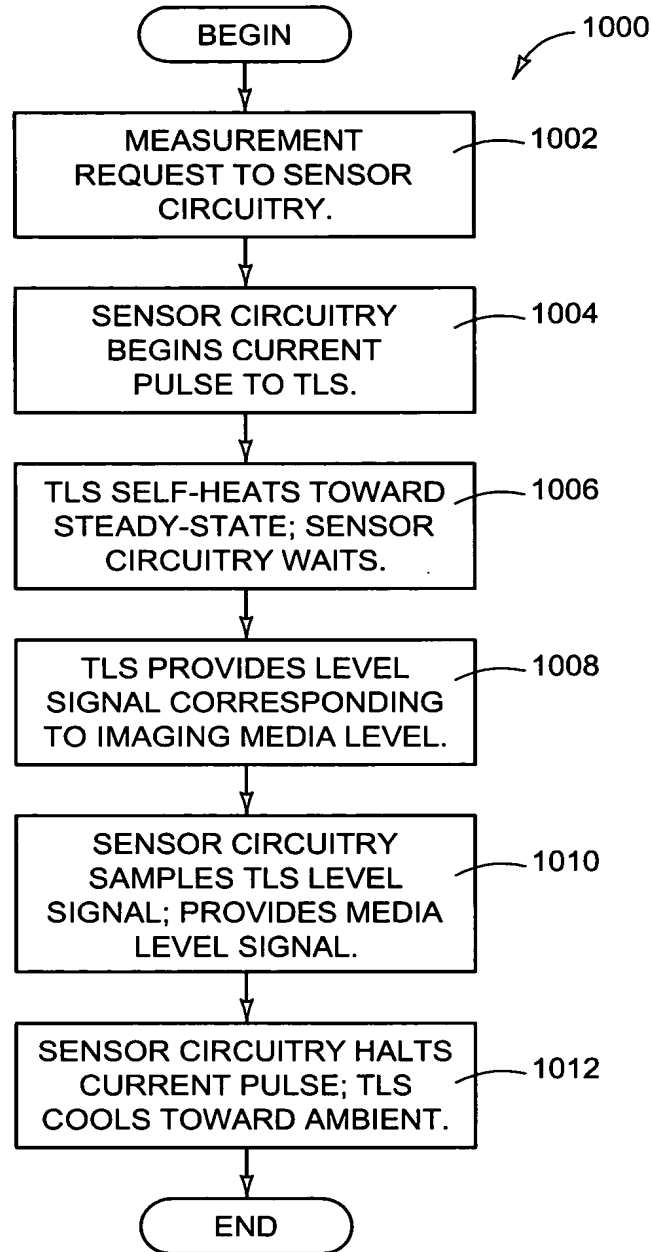 BEGIN
1000
MEASUREMENT
REQUEST TO SENSOR
CIRCUITRY.
1002
SENSOR CIRCUITRY
BEGINS CURRENT
PULSE TO TLS.
1004
TLS SELF-HEATS TOWARD
STEADY-STATE; SENSOR
CIRCUITRY WAITS.
1006
TLS PROVIDES LEVEL
SIGNAL CORRESPONDING
TO IMAGING MEDIA LEVEL.
1008
SENSOR CIRCUITRY
SAMPLES TLS LEVEL
SIGNAL; PROVIDES MEDIA
LEVEL SIGNAL.
1010
SENSOR CIRCUITRY HALTS
CURRENT PULSE; TLS
COOLS TOWARD AMBIENT.
1012
END